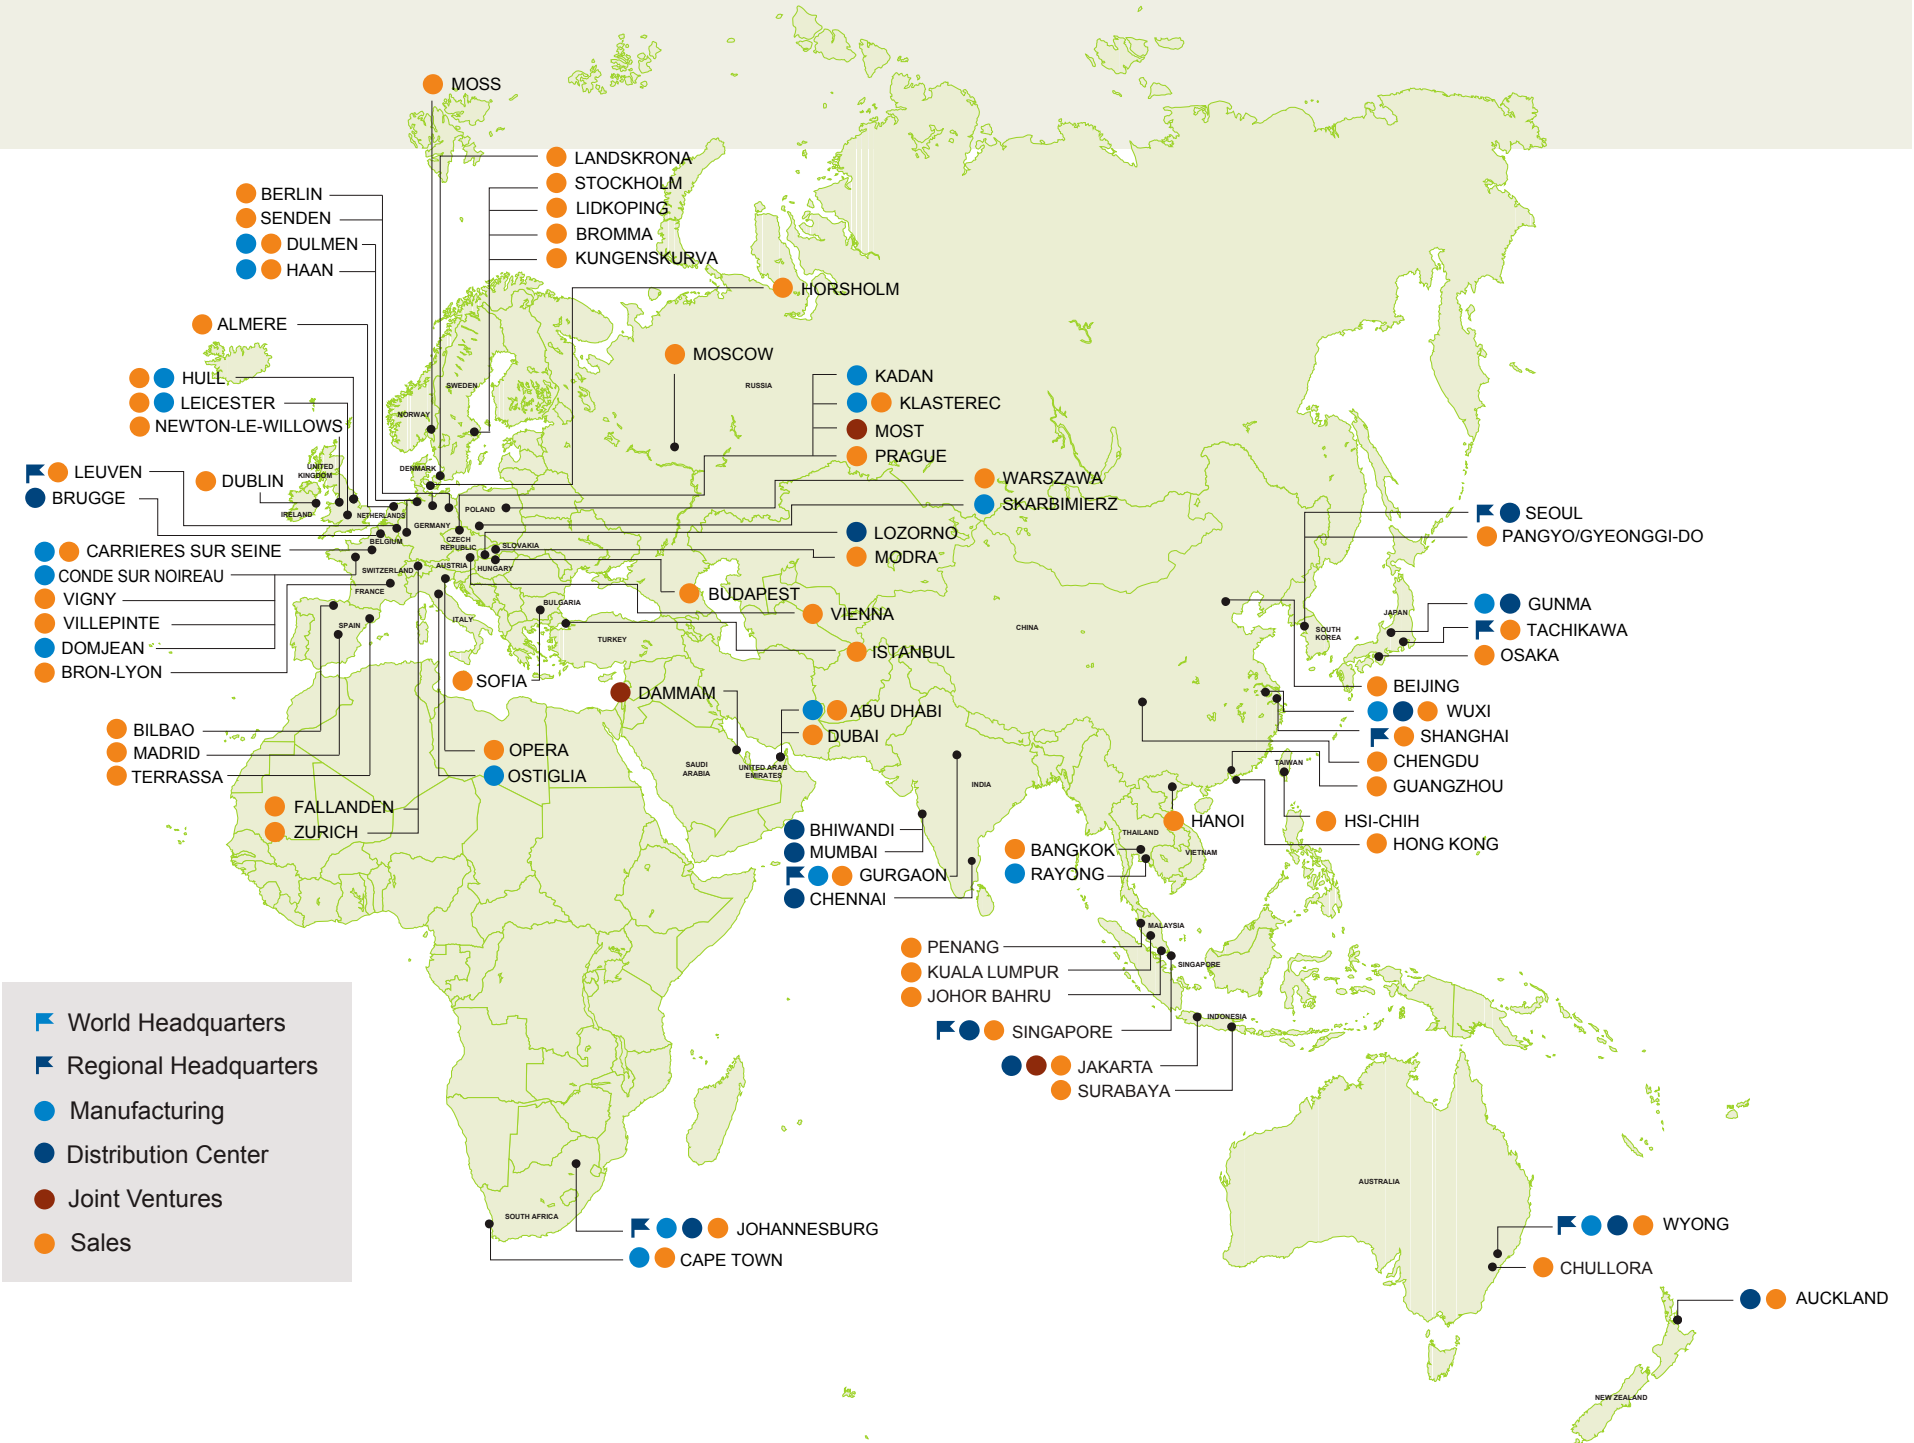 MOSS
LANDSKRONA
STOCKHOLM
LIDKOPING
BROMMA
KUNGENSKURVA
BERLIN
SENDEN
DULMEN
HAAN
HORSHOLM
ALMERE
MOSCOW
RUSSIA
SWEDEN
NORWAY
HULL
LEICESTER
NEWTON-LE-WILLOWS
KADAN
KLASTEREC
MOST
PRAGUE
LEUVEN
BRUGGE
DUBLIN
UNITED
KINGDOM
DENMARK
IRELAND
NETHERLANDS
GERMANY
POLAND
BELGIUM
CZECH
REPUBLIC
SLOVAKIA
WARSZAWA
SKARBIMIERZ
LOZORNO
MODRA
SEOUL
PANGYO/GYEONGGI-DO
CARRIERES SUR SEINE
CONDE SUR NOIREAU
VIGNY
VILLEPINTE
DOMJEAN
BRON-LYON
SWITZERLAND
AUSTRIA
HUNGARY
FRANCE
SPAIN
ITALY
BULGARIA
TURKEY
BUDAPEST
VIENNA
ISTANBUL
SOFIA
CHINA
SOUTH
KOREA
JAPAN
GUNMA
TACHIKAWA
OSAKA
BEIJING
WUXI
SHANGHAI
CHENGDU
GUANGZHOU
DAMMAM
ABU DHABI
DUBAI
BILBAO
MADRID
TERRASSA
OPERA
OSTIGLIA
FALLANDEN
ZURICH
SAUDI
ARABIA
UNITED ARAB
EMIRATES
INDIA
TAIWAN
HANOI
HSI-CHIH
HONG KONG
THAILAND
VIETNAM
BHIWANDI
MUMBAI
GURGAON
CHENNAI
BANGKOK
RAYONG
MALAYSIA
SINGAPORE
PENANG
KUALA LUMPUR
JOHOR BAHRU
SINGAPORE
INDONESIA
JAKARTA
SURABAYA
World Headquarters
Regional Headquarters
Manufacturing
Distribution Center
Joint Ventures
Sales
SOUTH AFRICA
JOHANNESBURG
CAPE TOWN
AUSTRALIA
WYONG
CHULLORA
AUCKLAND
NEW ZEALAND